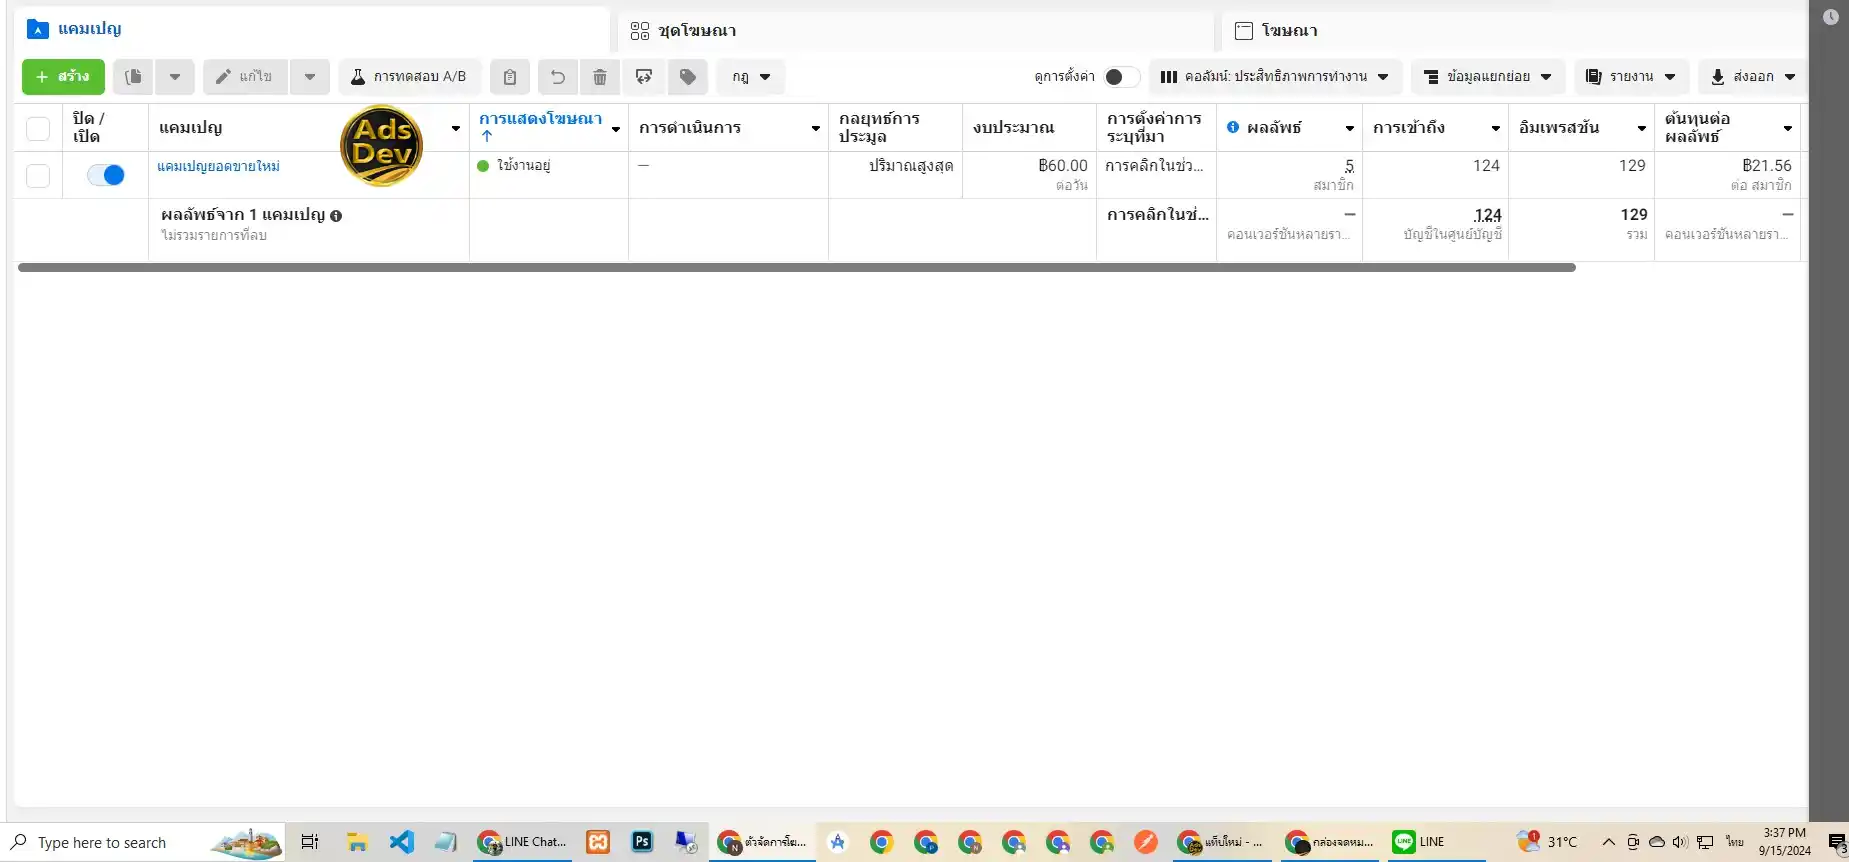 แคมเปญ
ชุดโฆษณา
โฆษณา
+ สร้าง
แก้ไข
การทดสอบ A/B
กฎ
ดูการตั้งค่า
คอลัมน์: ประสิทธิภาพการทำงาน
ข้อมูลแยกย่อย
รายงาน
ส่งออก
ปิด /
เปิด
แคมเปญ
Ads
Dev
การแสดงโฆษณา
↑
การดำเนินการ
กลยุทธ์การ
ประมูล
งบประมาณ
การตั้งค่าการ
ระบุที่มา
ผลลัพธ์
การเข้าถึง
อิมเพรสชัน
ต้นทุนต่อ
ผลลัพธ์
แคมเปญยอดขายใหม่
ใช้งานอยู่
—
ปริมาณสูงสุด
฿60.00
ต่อวัน
การคลิกในช่ว...
5
สมาชิก
124
129
฿21.56
ต่อ สมาชิก
ผลลัพธ์จาก 1 แคมเปญ
ไม่รวมรายการที่ลบ
การคลิกในช่...
—
คอนเวอร์ชันหลายรา...
124
บัญชีในศูนย์บัญชี
129
รวม
—
คอนเวอร์ชันหลายรา...
Type here to search
LINE Chat...
Ps
ตัวจัดการโฆ...
แท็บใหม่ - ...
กล่องจดหม...
LINE
1
31°C
ไทย
3:37 PM
9/15/2024
3